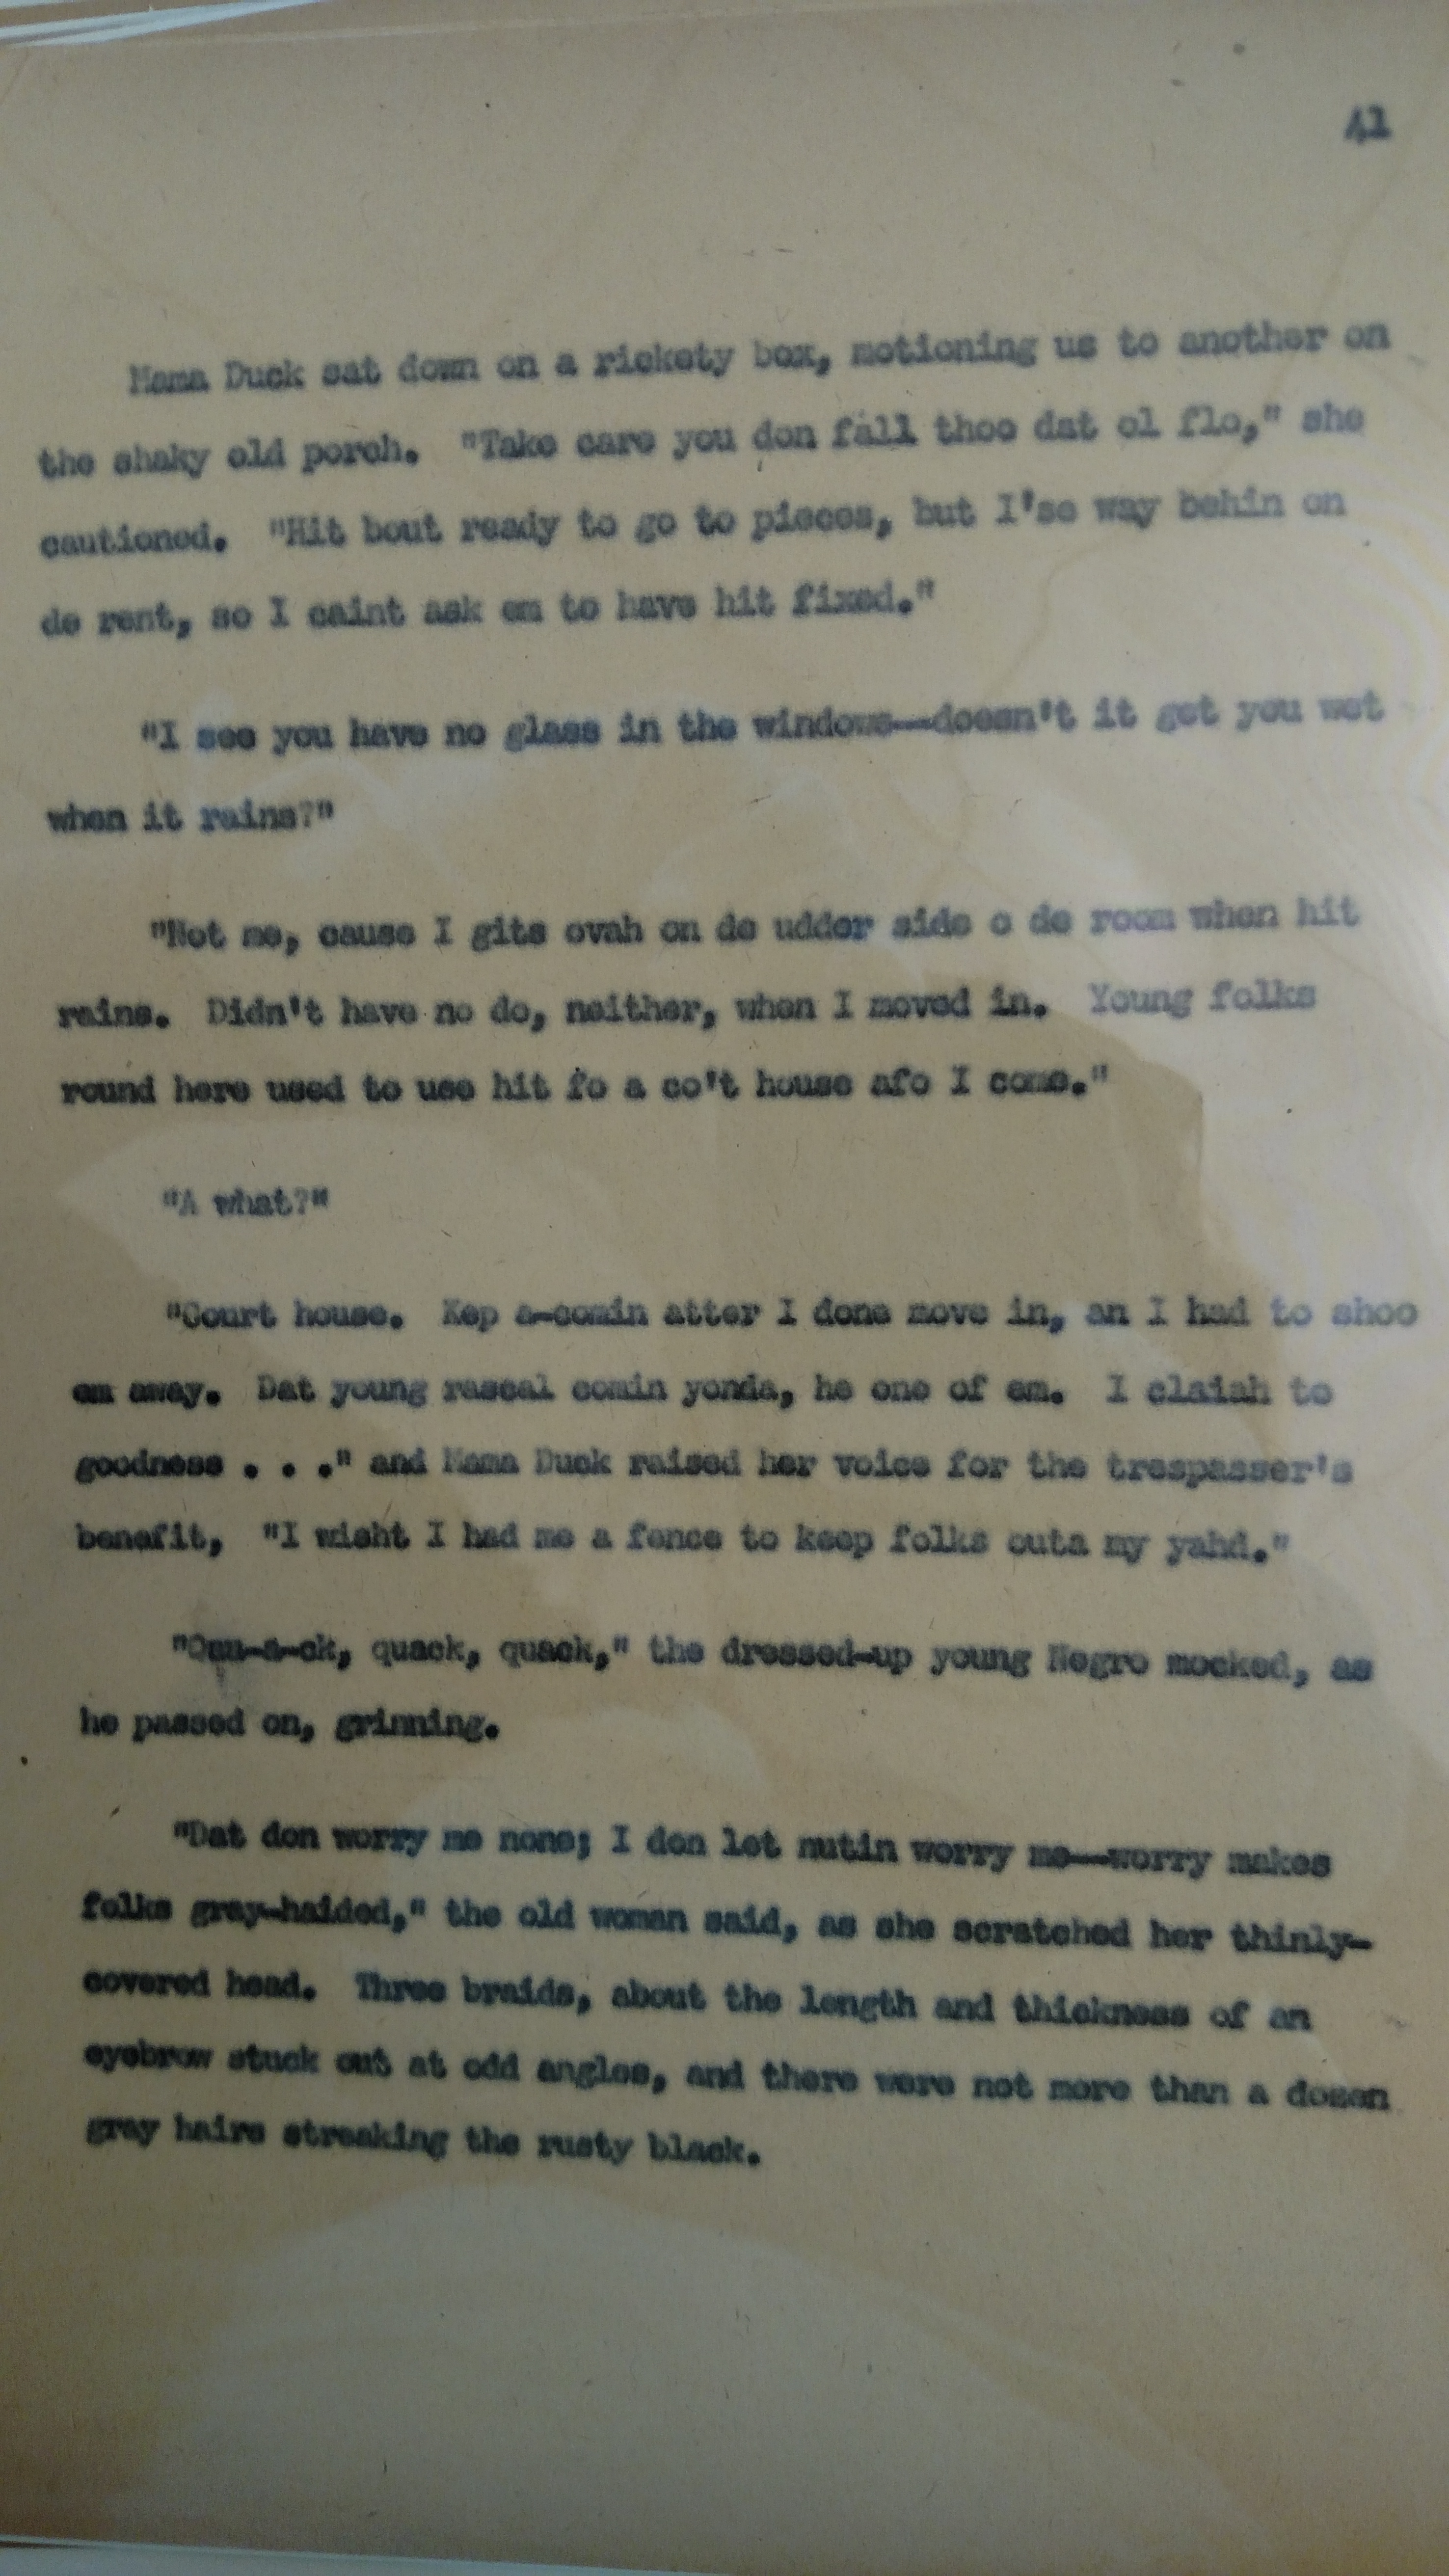 41
Mama Duck sat down on a rickety box, motioning us to another on
the shaky old porch. "Take care you don fall thoo dat ol flo," she
cautioned. "Hit bout ready to go to pieces, but I'se way behin on
de rent, so I caint ask em to have hit fixed."
"I see you have no glass in the windows--doesn't it get you wet
when it rains?"
"Not me, cause I gits ovah on de udder side o de room when hit
rains. Didn't have no do, neither, when I moved in. Young folks
round here used to use hit fo a co't house afo I come."
"A what?"
"Court house. Kep a-comin atter I done move in, an I had to shoo
em away. Dat young rascal comin yonda, he one of em. I claiah to
goodness . . ." and Mama Duck raised her voice for the trespasser's
benefit, "I wisht I had me a fence to keep folks outa my yahd."
"Quu-a-ck, quack, quack," the dressed-up young Negro mocked, as
he passed on, grinning.
"Dat don worry me none; I don let nutin worry me--worry makes
folks gray-haided," the old woman said, as she scratched her thinly-
covered head. Three braids, about the length and thickness of an
eyebrow stuck out at odd angles, and there were not more than a dozen
gray hairs streaking the rusty black.